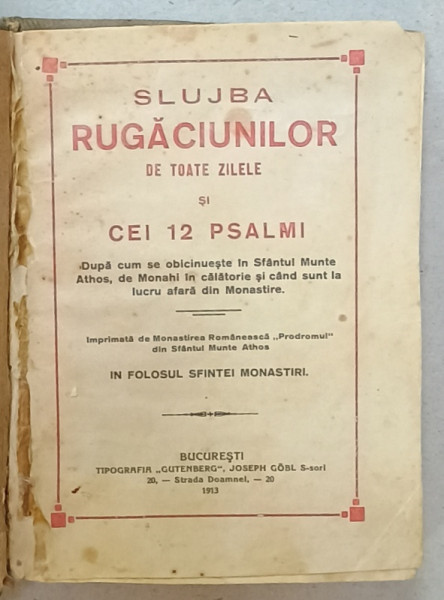 SLUJBA
RUGĂCIUNILOR
DE TOATE ZILELE
ȘI
CEI 12 PSALMI
După cum se obicinueşte în Sfântul Munte
Athos, de Monahi în călătorie şi când sunt la
lucru afară din Monastire.
Imprimată de Monastirea Românească „Prodromul"
din Sfântul Munte Athos
IN FOLOSUL SFINTEI MONASTIRI.
BUCUREŞTI
TIPOGRAFIA „GUTENBERG", JOSEPH GÖBL S-sori
20, — Strada Doamnei, — 20
1913